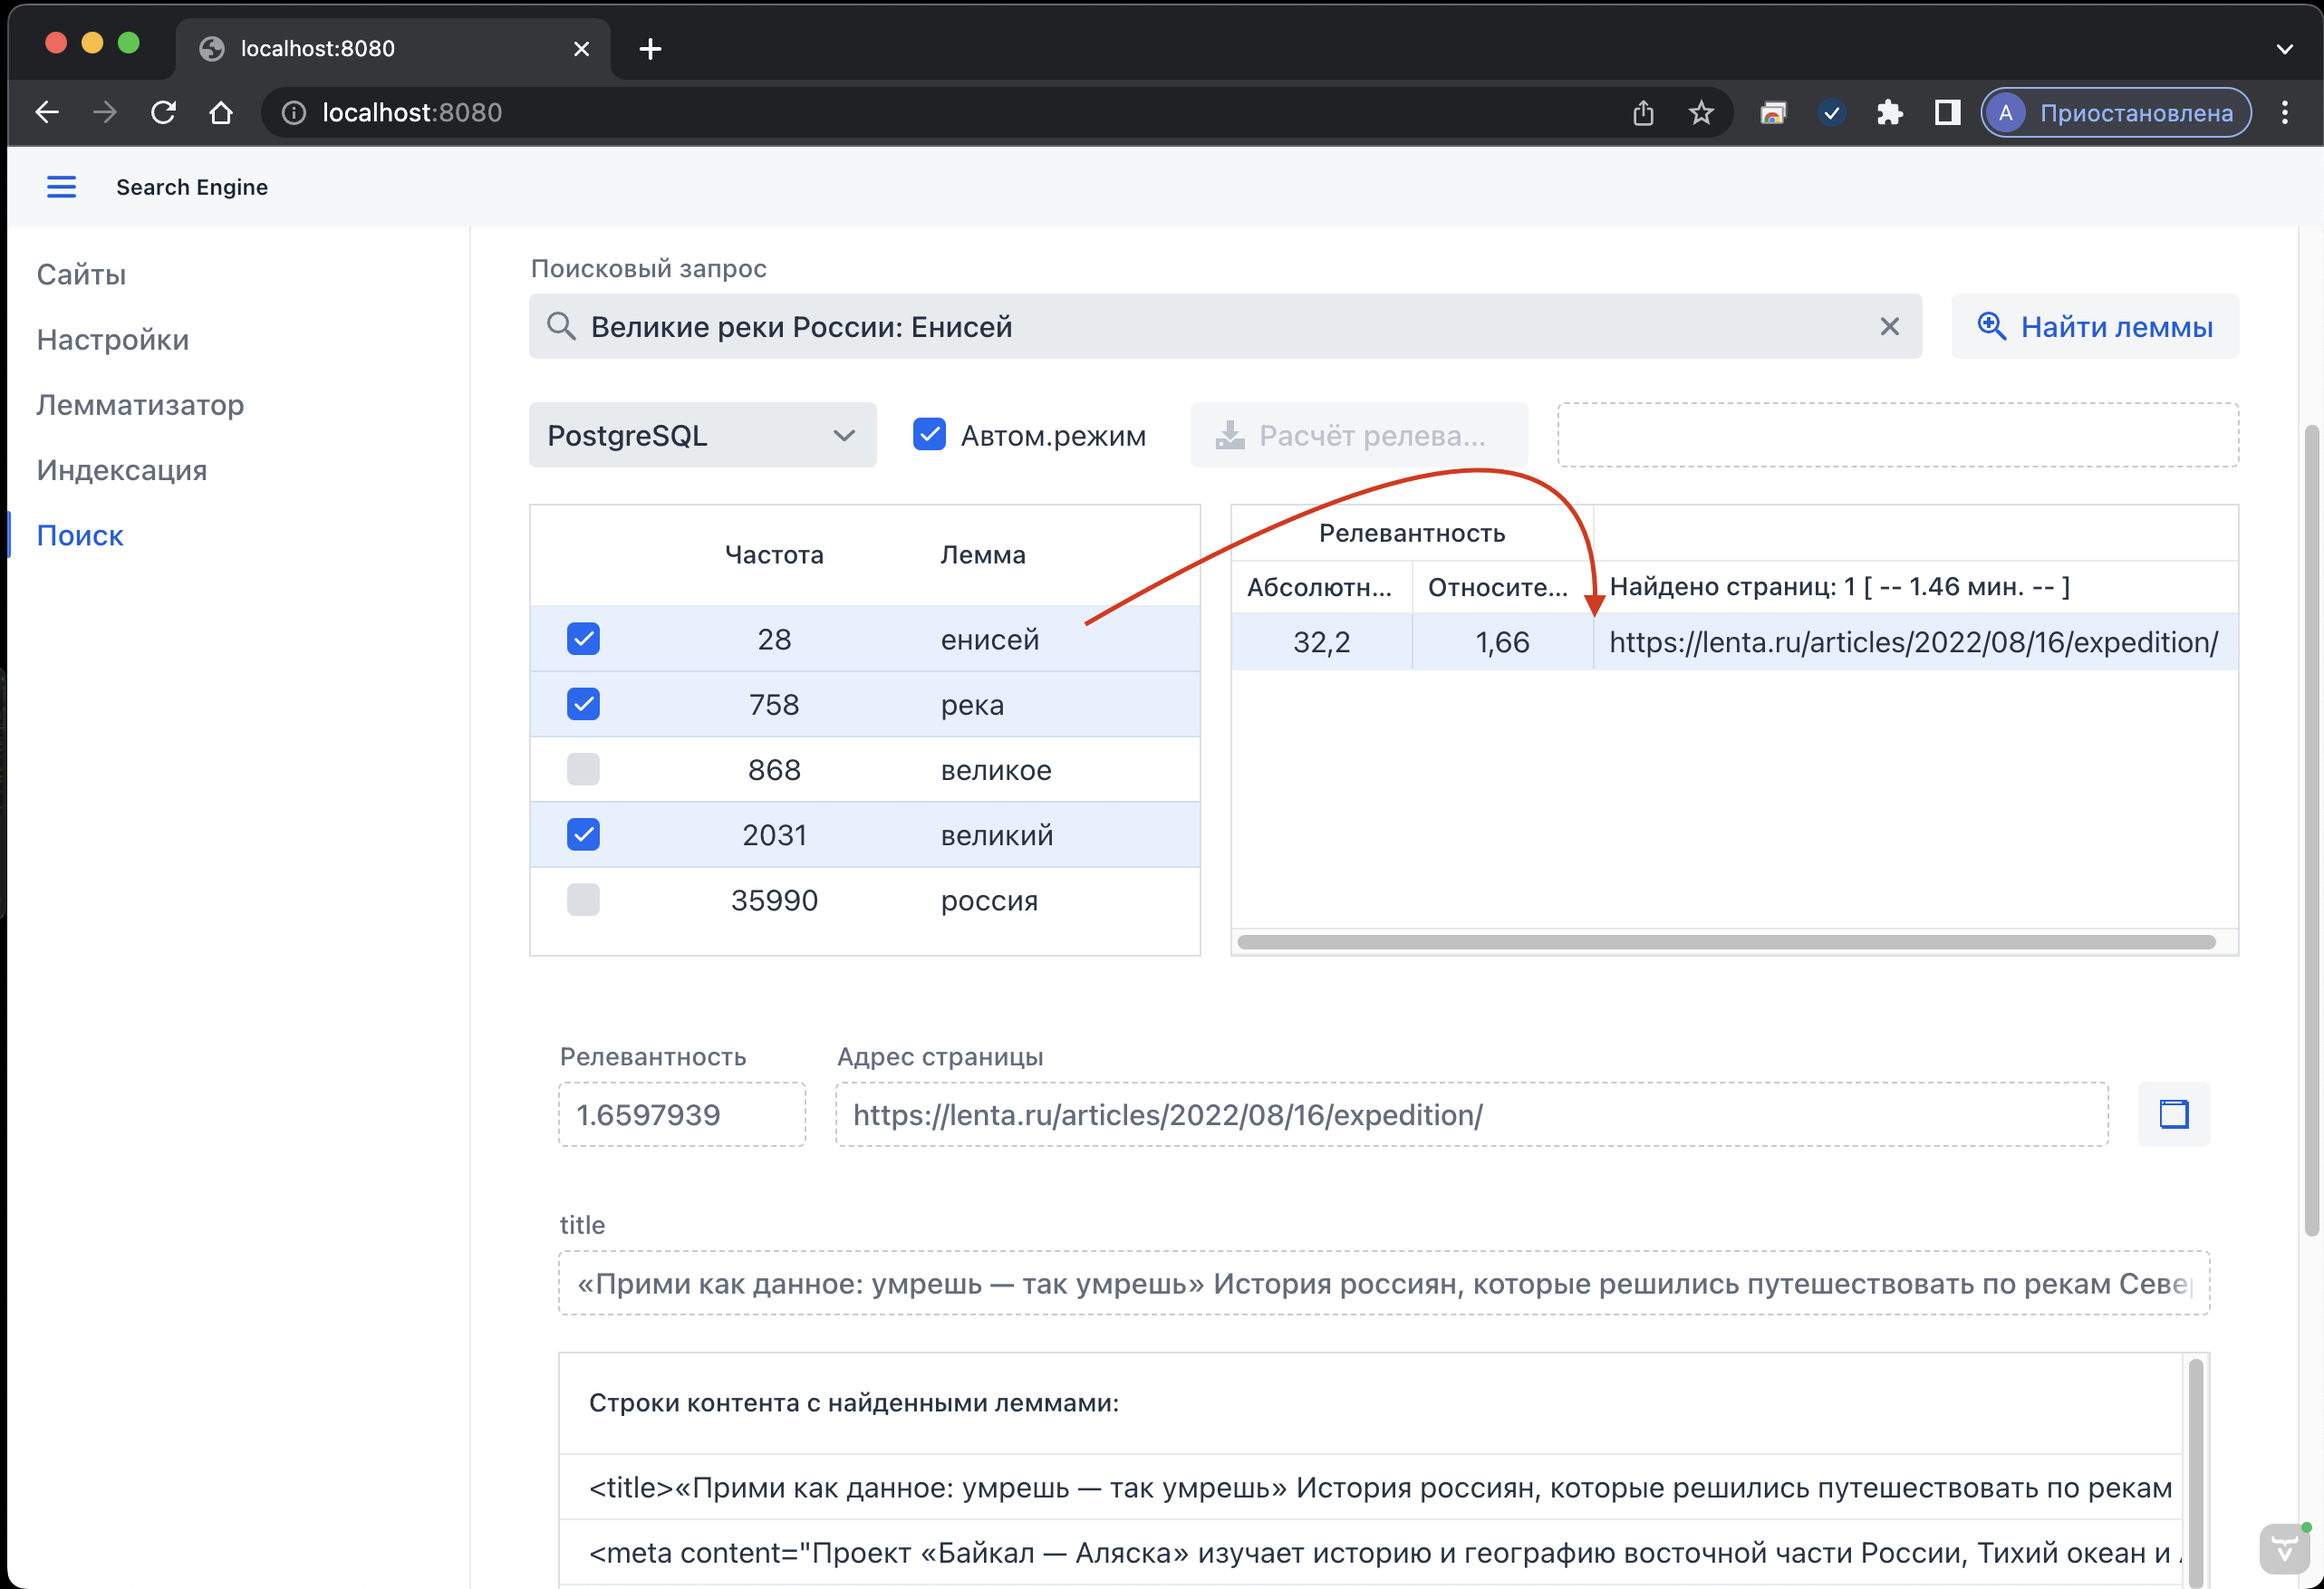 localhost:8080
localhost:8080
A Приостановлена
Search Engine
Сайты
Настройки
Лемматизатор
Индексация
Поиск
Поисковый запрос
Великие реки России: Енисей
Найти леммы
PostgreSQL
Автом.режим
Расчёт релева...
Частота Лемма
28 енисей
758 река
868 великое
2031 великий
35990 россия
Релевантность
Абсолютн... Относите... Найдено страниц: 1 [ -- 1.46 мин. -- ]
32,2 1,66 https://lenta.ru/articles/2022/08/16/expedition/
Релевантность Адрес страницы
1.6597939 https://lenta.ru/articles/2022/08/16/expedition/
title
«Прими как данное: умрешь — так умрешь» История россиян, которые решились путешествовать по рекам Севе
Строки контента с найденными леммами:
<title>«Прими как данное: умрешь — так умрешь» История россиян, которые решились путешествовать по рекам
<meta content="Проект «Байкал — Аляска» изучает историю и географию восточной части России, Тихий океан и